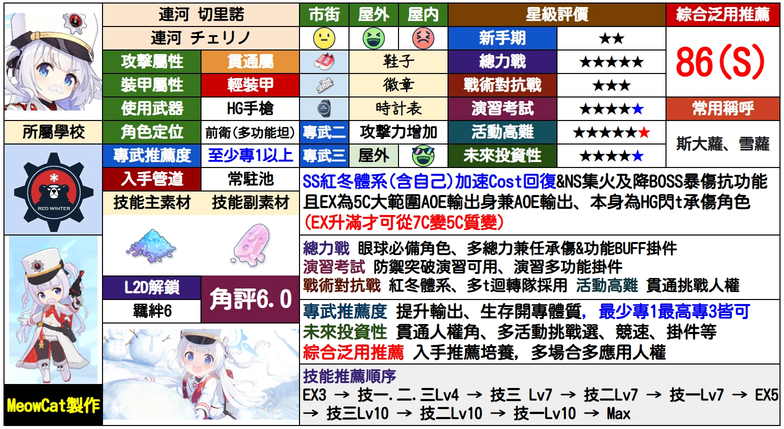 連河 切里諾
市街
屋外
屋內
星級評價
綜合泛用推薦
連河 チェリノ
新手期
★★
86(S)
攻擊屬性
貫通屬
鞋子
總力戰
★★★★★
裝甲屬性
輕裝甲
徽章
戰術對抗戰
★★★
使用武器
HG手槍
時計表
演習考試
★★★★★
常用稱呼
所屬學校
角色定位
前衛(多功能坦)
專武二
攻擊力增加
活動高難
★★★★★★
斯大蘿、雪蘿
專武推薦度
至少專1以上
專武三
屋外
未來投資性
★★★★★
RED WINTER
入手管道
常駐池
SS紅冬體系(含自己)加速Cost回復&NS集火及降BOSS暴傷抗功能
且EX為5C大範圍AOE輸出身兼AOE輸出、本身為HG閃t承傷角色
(EX升滿才可從7C變5C質變)
技能主素材
技能副素材
總力戰 眼球必備角色、多總力兼任承傷&功能BUFF掛件
演習考試 防禦突破演習可用、演習多功能掛件
戰術對抗戰 紅冬體系、多t迴轉隊採用 活動高難 貫通挑戰人權
L2D解鎖
羈絆6
角評6.0
專武推薦度 提升輸出、生存開專體質, 最少專1最高專3皆可
未來投資性 貫通人權角、多活動挑戰選、競速、掛件等
綜合泛用推薦 入手推薦培養, 多場合多應用人權
技能推薦順序
EX3 → 技一.二.三Lv4 → 技三 Lv7 → 技二Lv7 → 技一Lv7 → EX5
→ 技三Lv10 → 技二Lv10 → 技一Lv10 → Max
MeowCat製作